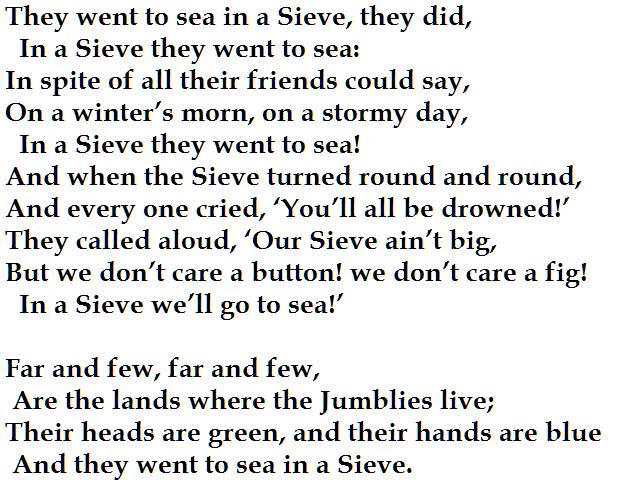 They went to sea in a Sieve, they did,
In a Sieve they went to sea:
In spite of all their friends could say,
On a winter’s morn, on a stormy day,
In a Sieve they went to sea!
And when the Sieve turned round and round,
And every one cried, ‘You’ll all be drowned!’
They called aloud, ‘Our Sieve ain’t big,
But we don’t care a button! we don’t care a fig!
In a Sieve we’ll go to sea!’

Far and few, far and few,
Are the lands where the Jumblies live;
Their heads are green, and their hands are blue
And they went to sea in a Sieve.